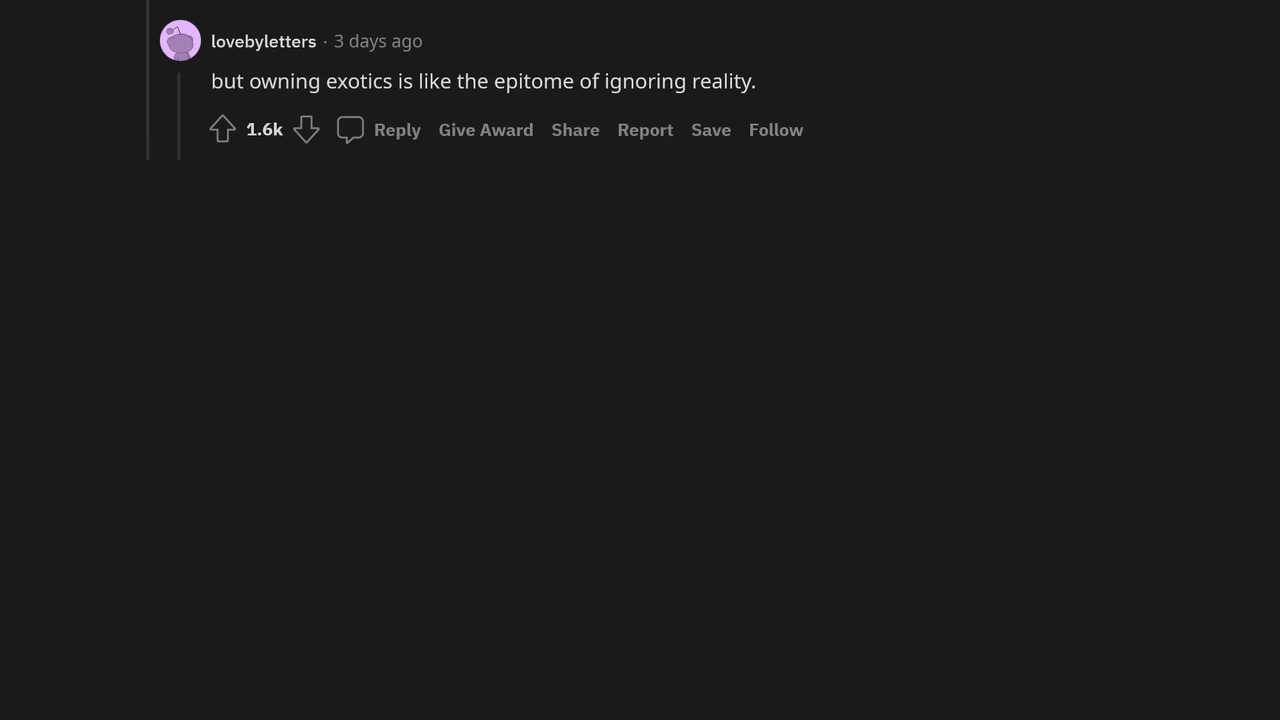 lovebyletters · 3 days ago
but owning exotics is like the epitome of ignoring reality.
1.6k Reply Give Award Share Report Save Follow